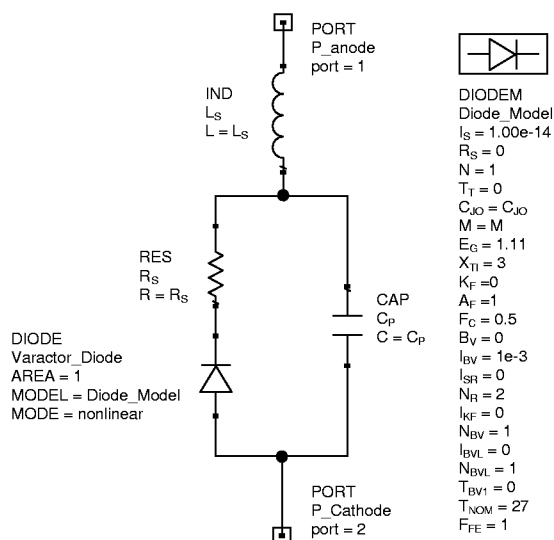 PORT
P_anode
port = 1
IND
LS
L = LS
RES
RS
R = RS
CAP
CP
C = CP
DIODE
Varactor_Diode
AREA = 1
MODEL = Diode_Model
MODE = nonlinear
PORT
P_Cathode
port = 2
DIODEM
Diode_Model
IS = 1.00e-14
RS = 0
N = 1
TT = 0
CJO = CJO
M = M
EG = 1.11
XTI = 3
KF =0
AF =1
FC = 0.5
BV = 0
IBV = 1e-3
ISR = 0
NR = 2
IKF = 0
NBV = 1
IBVL = 0
NBVL = 1
TBV1 = 0
TNOM = 27
FFE = 1